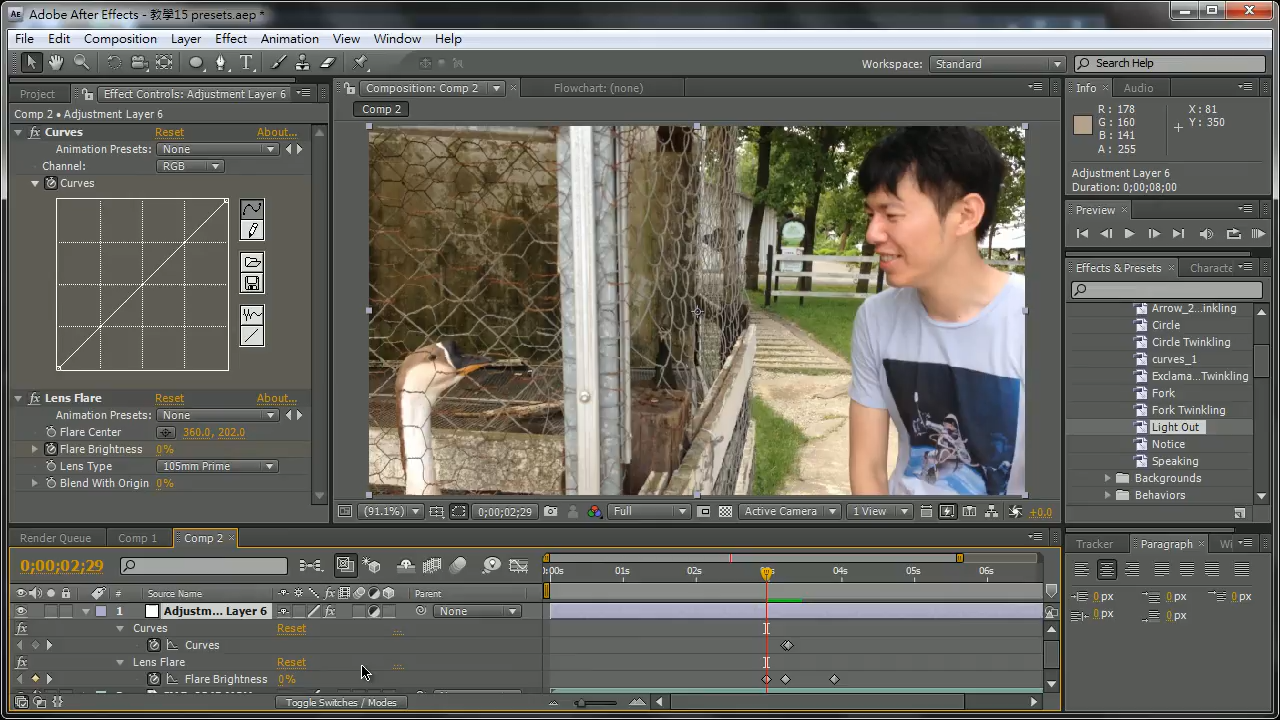 Adobe After Effects - 教學15 presets.aep *
File Edit Composition Layer Effect Animation View Window Help
Workspace: Standard Search Help
Project Effect Controls: Adjustment Layer 6
Comp 2 • Adjustment Layer 6
Curves Reset About...
Animation Presets: None
Channel: RGB
Curves
Lens Flare Reset About...
Animation Presets: None
Flare Center 360.0, 202.0
Flare Brightness 0%
Lens Type 105mm Prime
Blend With Origin 0%
Composition: Comp 2 Flowchart: (none)
Comp 2
(91.1%) 0;00;02;29 Full Active Camera 1 View +0.0
Info Audio
R: 178 X: 81
G: 160 Y: 350
B: 141
A: 255
Adjustment Layer 6
Duration: 0;00;08;00
Preview
Effects & Presets Characte
Arrow_2...inkling
Circle
Circle Twinkling
curves_1
Exclama...Twinkling
Fork
Fork Twinkling
Light Out
Notice
Speaking
Backgrounds
Behaviors
Render Queue Comp 1 Comp 2
0;00;02;29
:00s 01s 02s 04s 05s 06s
# Source Name Parent
1 Adjustm... Layer 6 None
Curves Reset ...
Curves
Lens Flare Reset ...
Flare Brightness 0%
Toggle Switches / Modes
Tracker Paragraph Wi
0 px 0 px 0 px
0 px 0 px